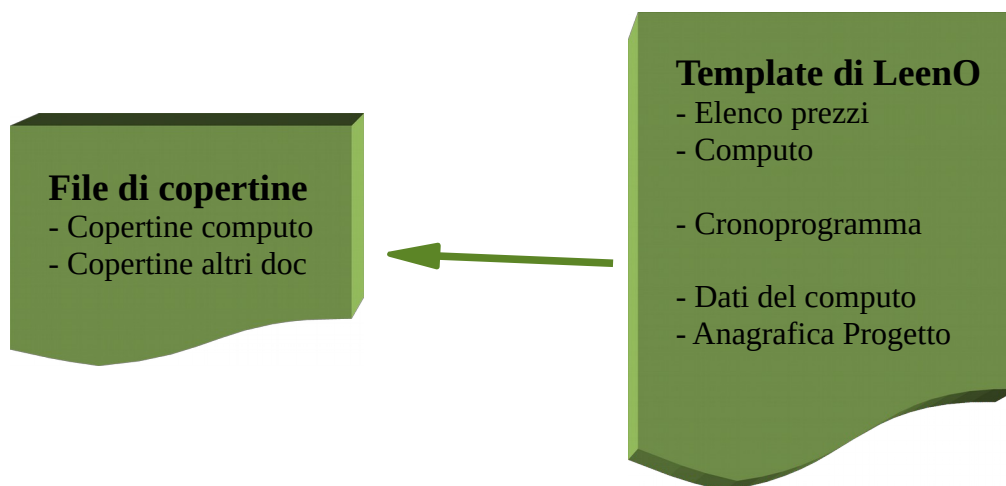 File di copertine
- Copertine computo
- Copertine altri doc
Template di LeenO
- Elenco prezzi
- Computo
- Cronoprogramma
- Dati del computo
- Anagrafica Progetto